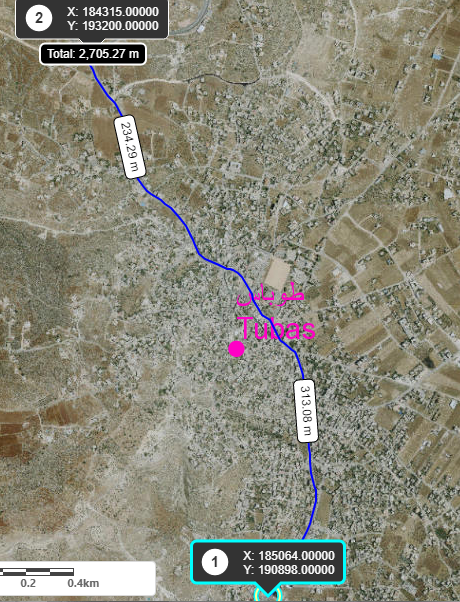 2
X: 184315.00000
Y: 193200.00000
Total: 2,705.27 m
234.29 m
طوباس
Tubas
313.08 m
1
X: 185064.00000
Y: 190898.00000
0.2
0.4km